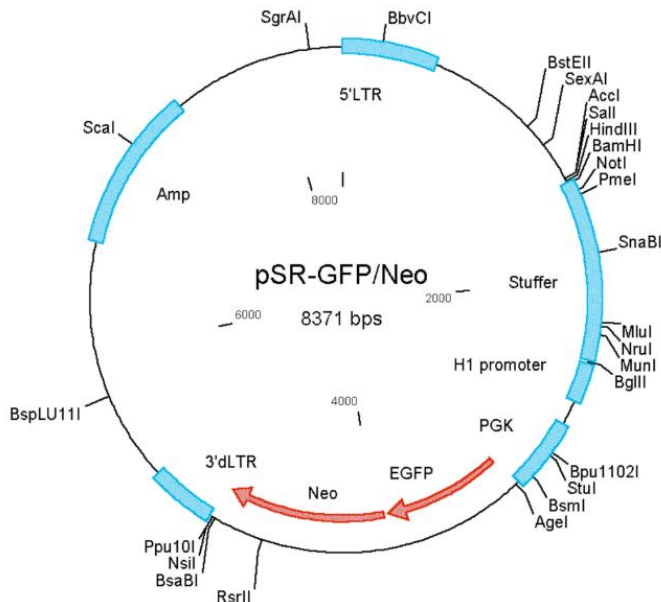 SgrAI
BbvCI
BstEII
SexAI
AccI
SalI
HindIII
BamHI
NotI
PmeI
5'LTR
ScaI
Amp
8000
SnaBI
pSR-GFP/Neo
2000
Stuffer
8371 bps
6000
MluI
NruI
MunI
BglII
H1 promoter
4000
BspLU11I
PGK
3'dLTR
EGFP
Neo
Bpu1102I
StuI
BsmI
AgeI
Ppu10I
NsiI
BsaBI
RsrII